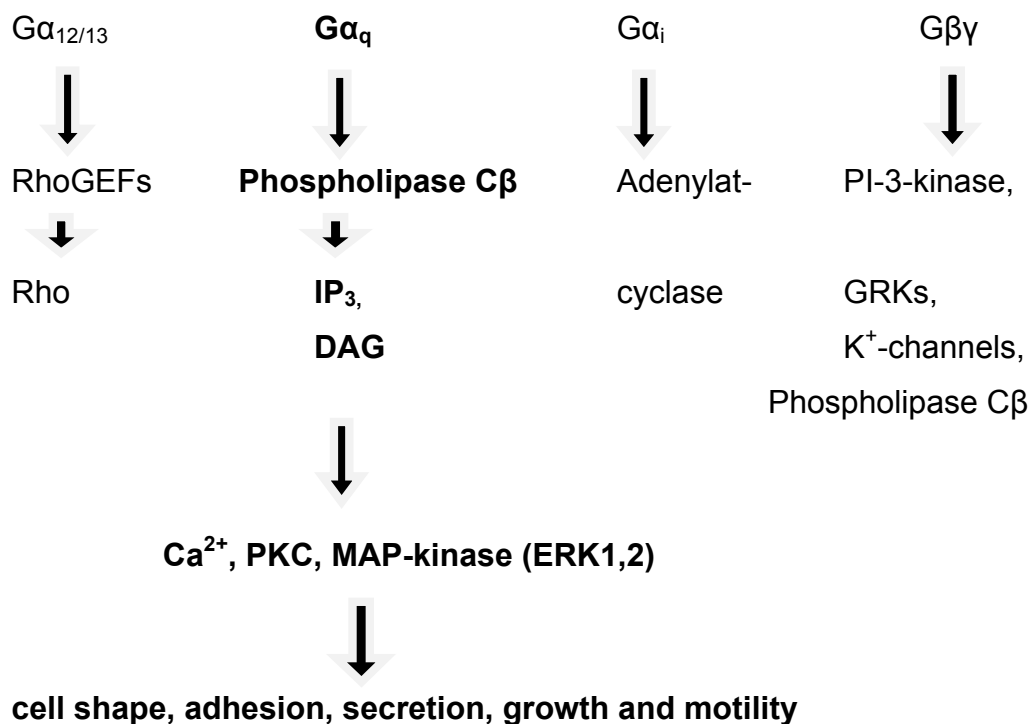 Gα12/13 Gαq Gαi Gβγ
RhoGEFs Phospholipase Cβ Adenylat- PI-3-kinase,
Rho IP3, cyclase GRKs,
DAG K+-channels,
Phospholipase Cβ
Ca2+, PKC, MAP-kinase (ERK1,2)
cell shape, adhesion, secretion, growth and motility